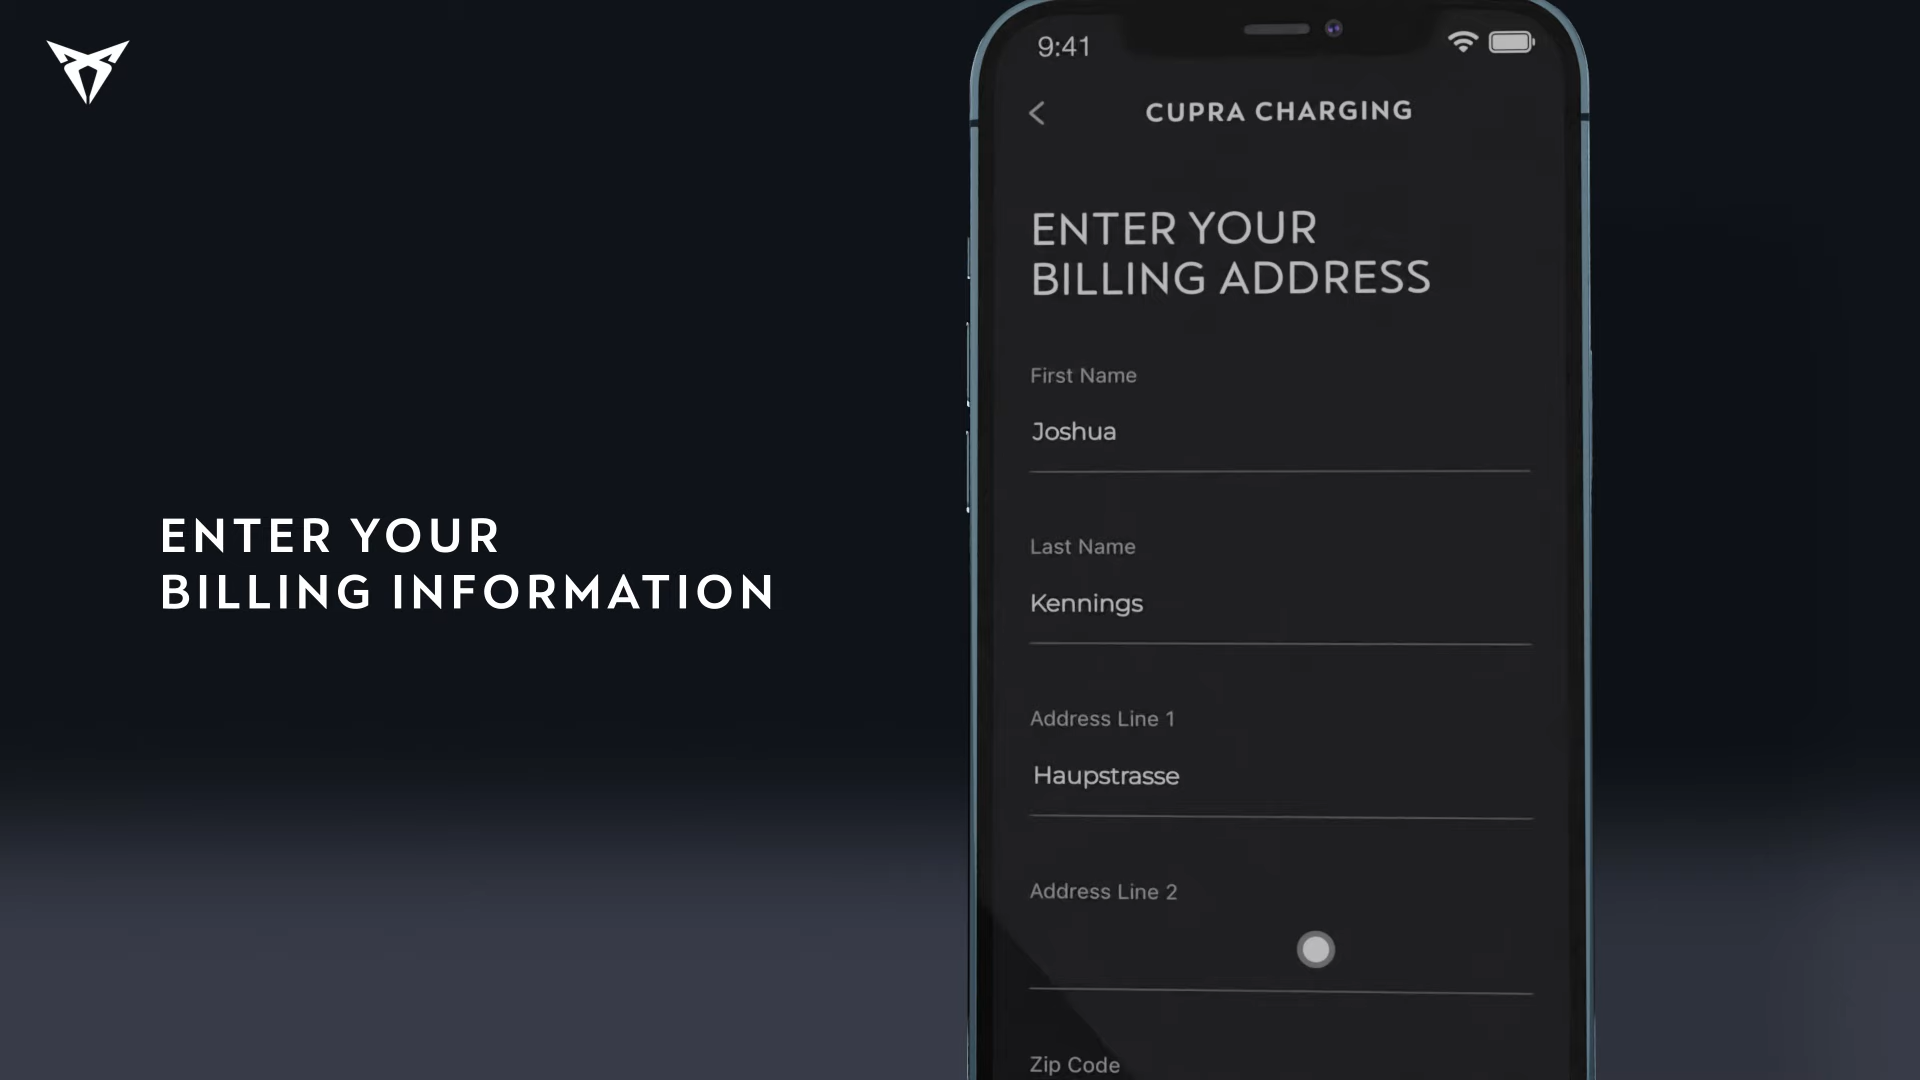 ENTER YOUR
BILLING INFORMATION
9:41
CUPRA CHARGING
ENTER YOUR
BILLING ADDRESS
First Name
Joshua
Last Name
Kennings
Address Line 1
Haupstrasse
Address Line 2
Zip Code